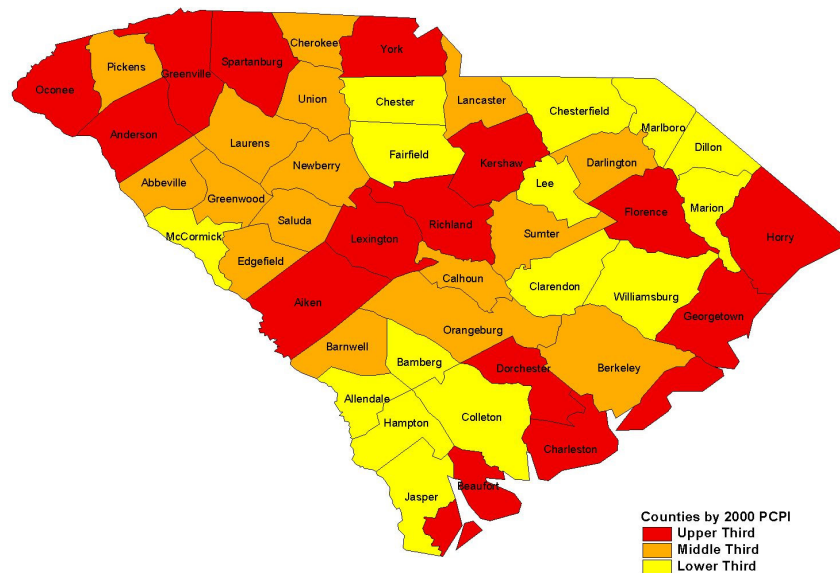 Cherokee
York
Spartanburg
Pickens
Greenville
Oconee
Union
Chester
Lancaster
Chesterfield
Marlboro
Anderson
Laurens
Dillon
Fairfield
Kershaw
Darlington
Newberry
Lee
Abbeville
Greenwood
Marion
Florence
Saluda
Richland
McCormick
Lexington
Sumter
Horry
Edgefield
Calhoun
Clarendon
Williamsburg
Aiken
Georgetown
Orangeburg
Barnwell
Bamberg
Dorchester
Berkeley
Allendale
Colleton
Hampton
Charleston
Beaufort
Jasper
Counties by 2000 PCPI
Upper Third
Middle Third
Lower Third